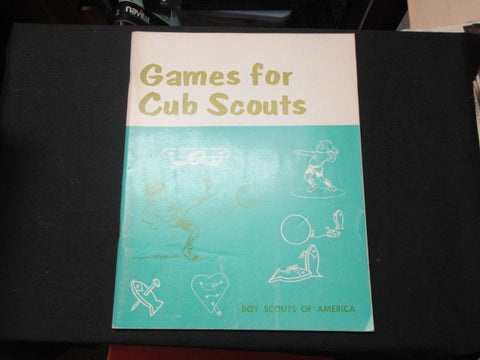 Games for
Cub Scouts
BOY SCOUTS OF AMERICA